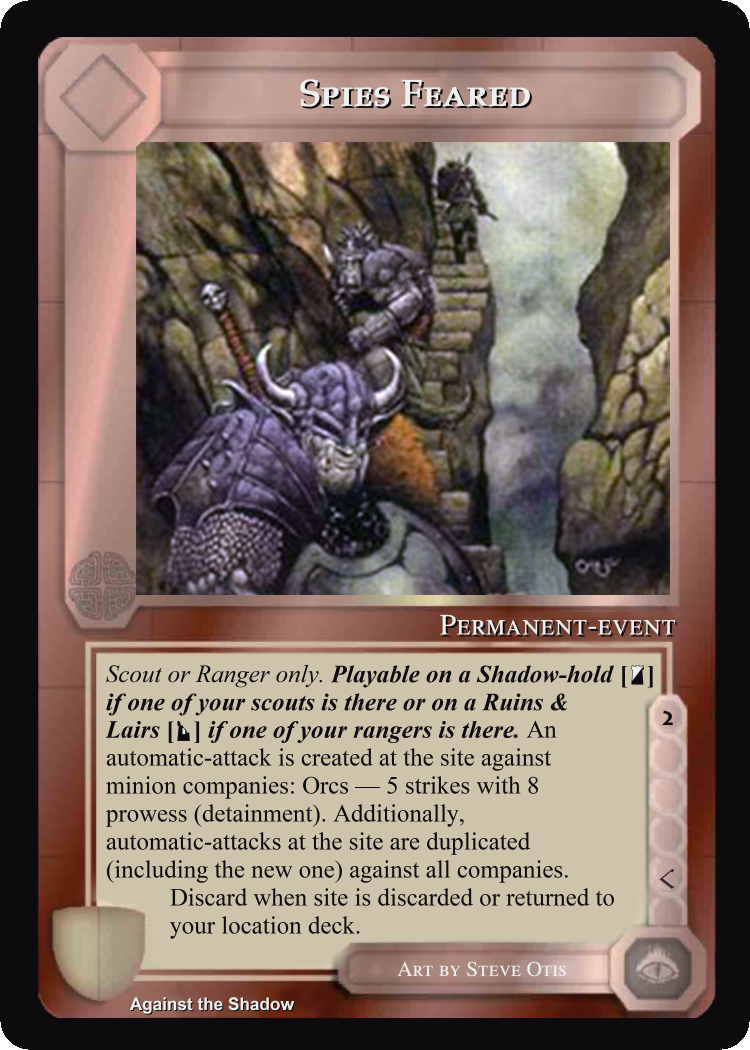 Spies Feared
Permanent-event
Scout or Ranger only. Playable on a Shadow-hold [ ]
if one of your scouts is there or on a Ruins &
Lairs [ ] if one of your rangers is there. An
automatic-attack is created at the site against
minion companies: Orcs — 5 strikes with 8
prowess (detainment). Additionally,
automatic-attacks at the site are duplicated
(including the new one) against all companies.
Discard when site is discarded or returned to
your location deck.
2
<
Art by Steve Otis
Against the Shadow